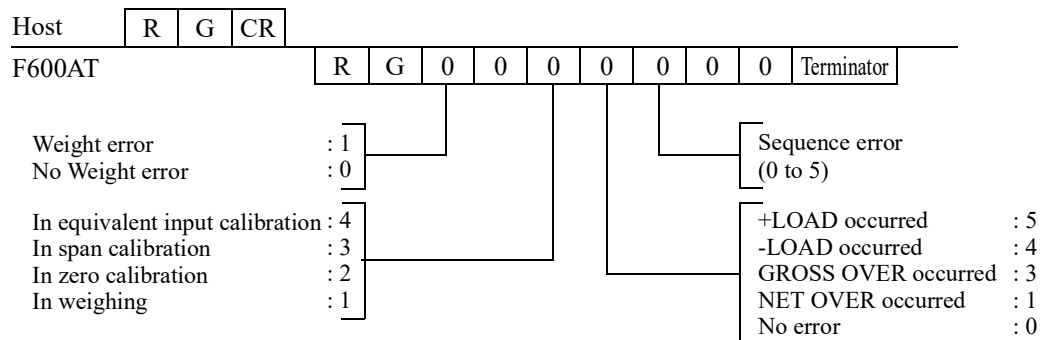 Host R G CR
F600AT R G 0 0 0 0 0 0 0 Terminator
Weight error : 1
No Weight error : 0
In equivalent input calibration : 4
In span calibration : 3
In zero calibration : 2
In weighing : 1
Sequence error
(0 to 5)
+LOAD occurred : 5
-LOAD occurred : 4
GROSS OVER occurred : 3
NET OVER occurred : 1
No error : 0